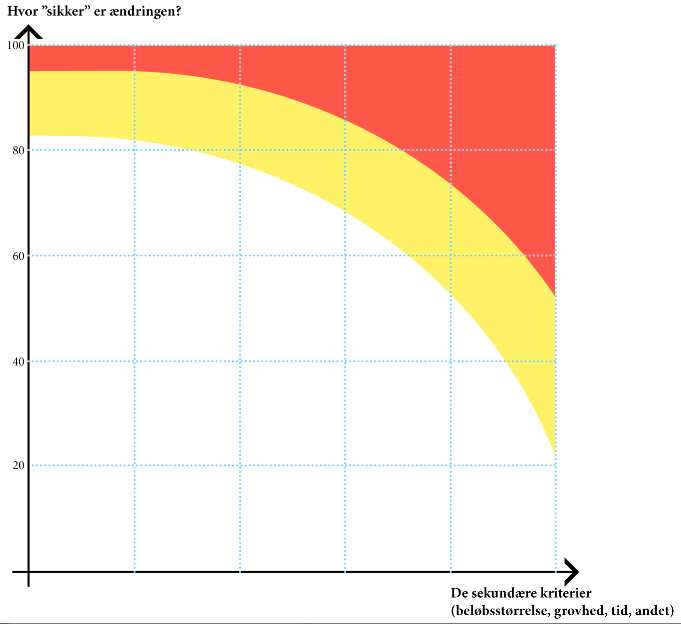 Hvor ”sikker” er ændringen?
100
80
60
40
20
De sekundære kriterier
(beløbsstørrelse, grovhed, tid, andet)